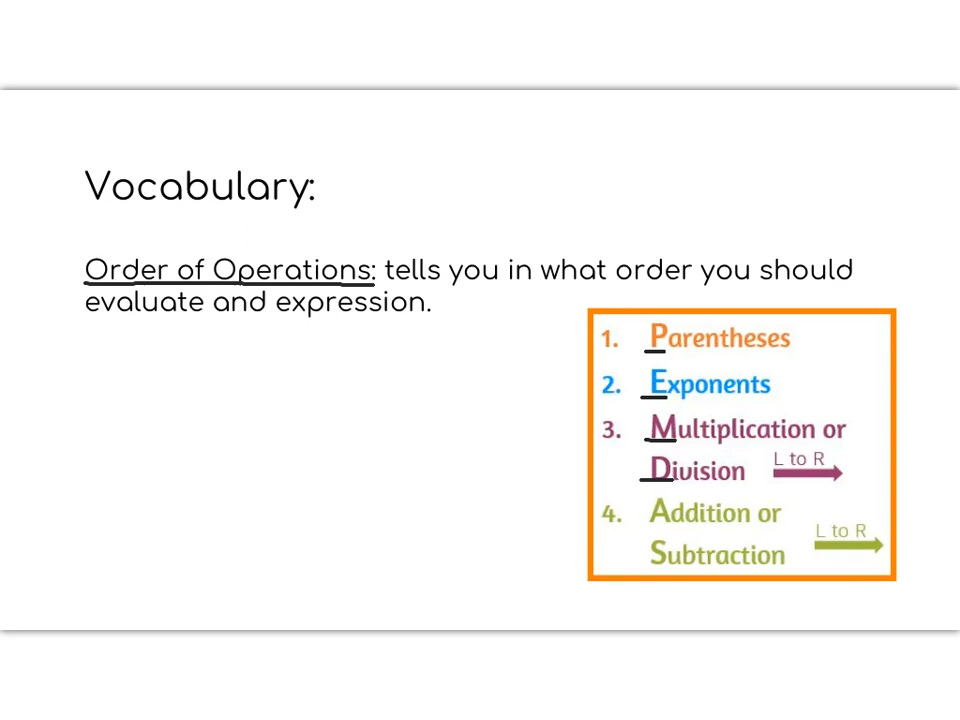 Vocabulary:
Order of Operations: tells you in what order you should
evaluate and expression.
1. Parentheses
2. Exponents
3. Multiplication or
Division L to R
4. Addition or
Subtraction L to R